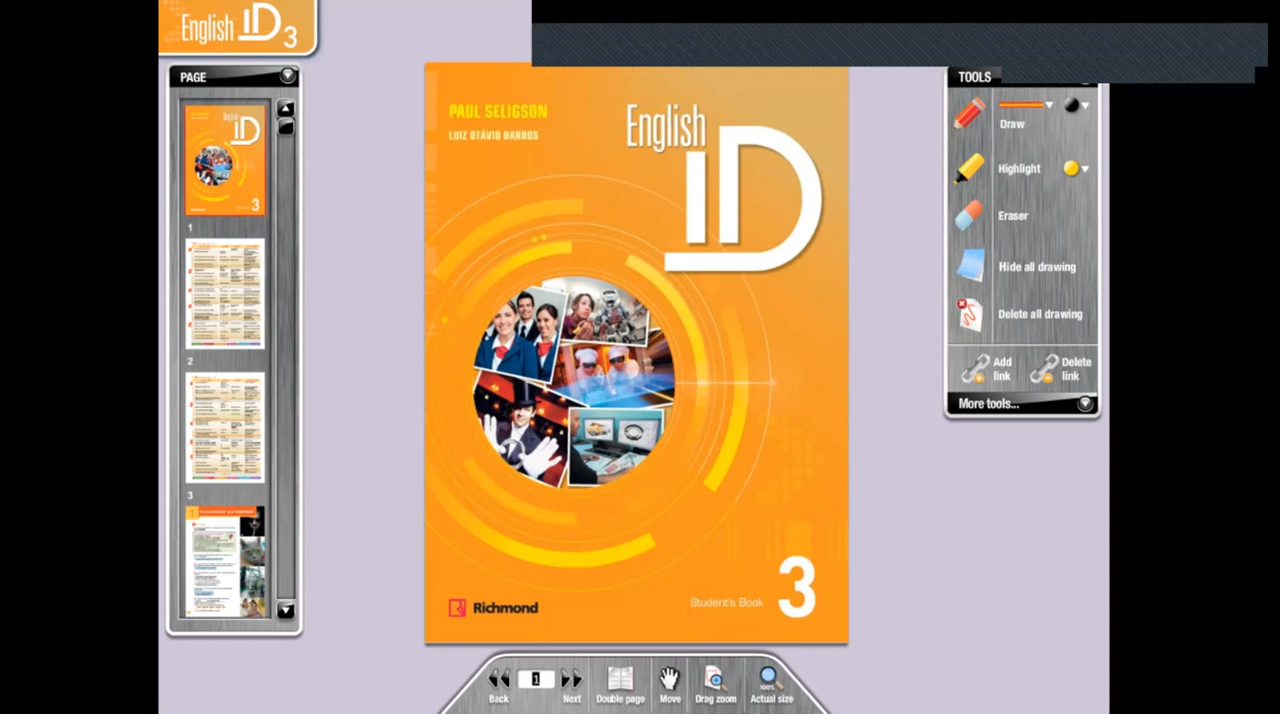 English ID 3
PAGE
1
2
3
PAUL SELIGSON
LUIZ OTÁVIO BARROS
English
ID
Richmond
Student's Book
3
TOOLS
Draw
Highlight
Eraser
Hide all drawing
Delete all drawing
Add link
Delete link
More tools...
Back
1
Next
Double page
Move
Drag zoom
100%
Actual size